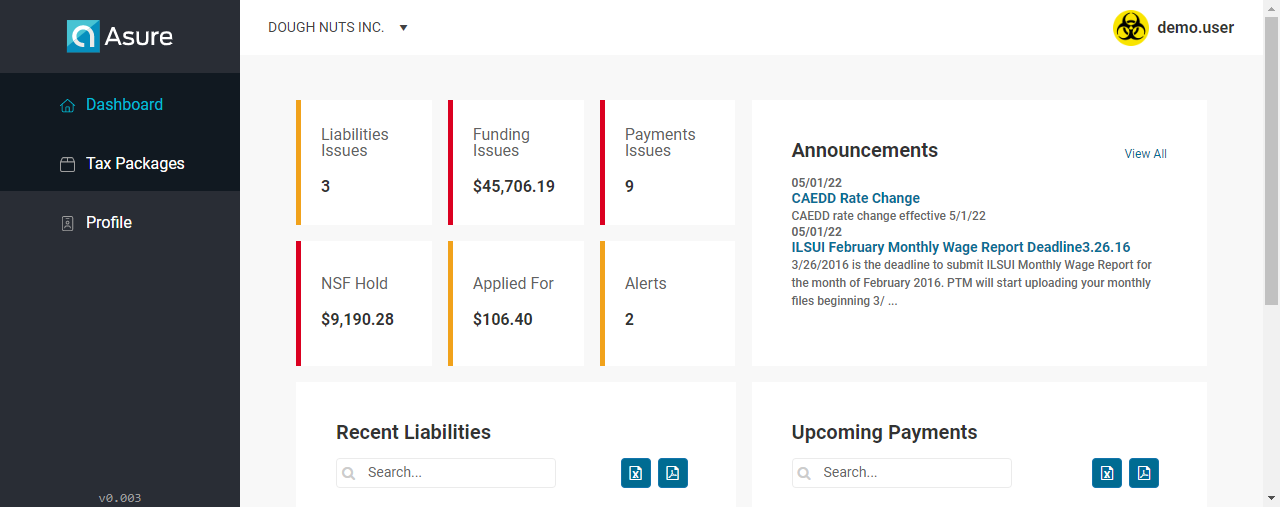 Asure
DOUGH NUTS INC.
demo.user
Dashboard
Tax Packages
Profile
v0.003
Liabilities
Issues
3
Funding
Issues
$45,706.19
Payments
Issues
9
NSF Hold
$9,190.28
Applied For
$106.40
Alerts
2
Announcements
View All
05/01/22
CAEDD Rate Change
CAEDD rate change effective 5/1/22
05/01/22
ILSUI February Monthly Wage Report Deadline3.26.16
3/26/2016 is the deadline to submit ILSUI Monthly Wage Report for
the month of February 2016. PTM will start uploading your monthly
files beginning 3/ ...
Recent Liabilities
Search...
Upcoming Payments
Search...